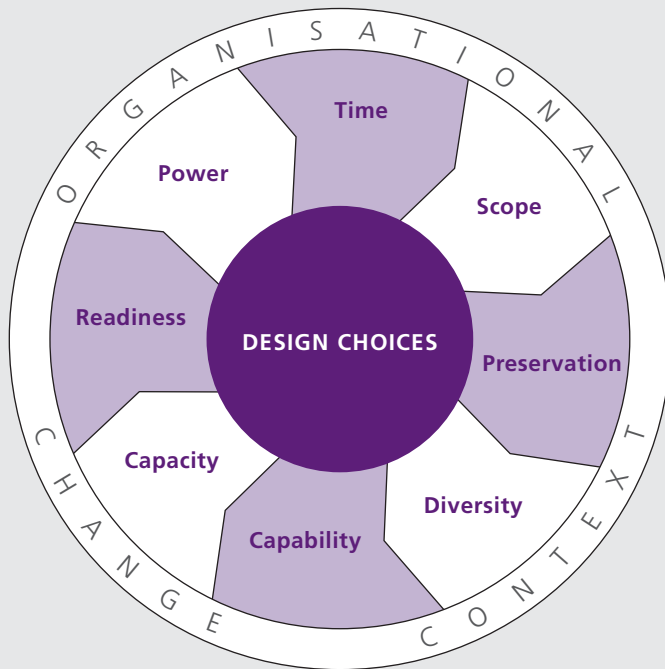 ORGANISATIONAL
CHANGE CONTEXT
Time
Scope
Preservation
Diversity
Capability
Capacity
Readiness
Power
DESIGN CHOICES